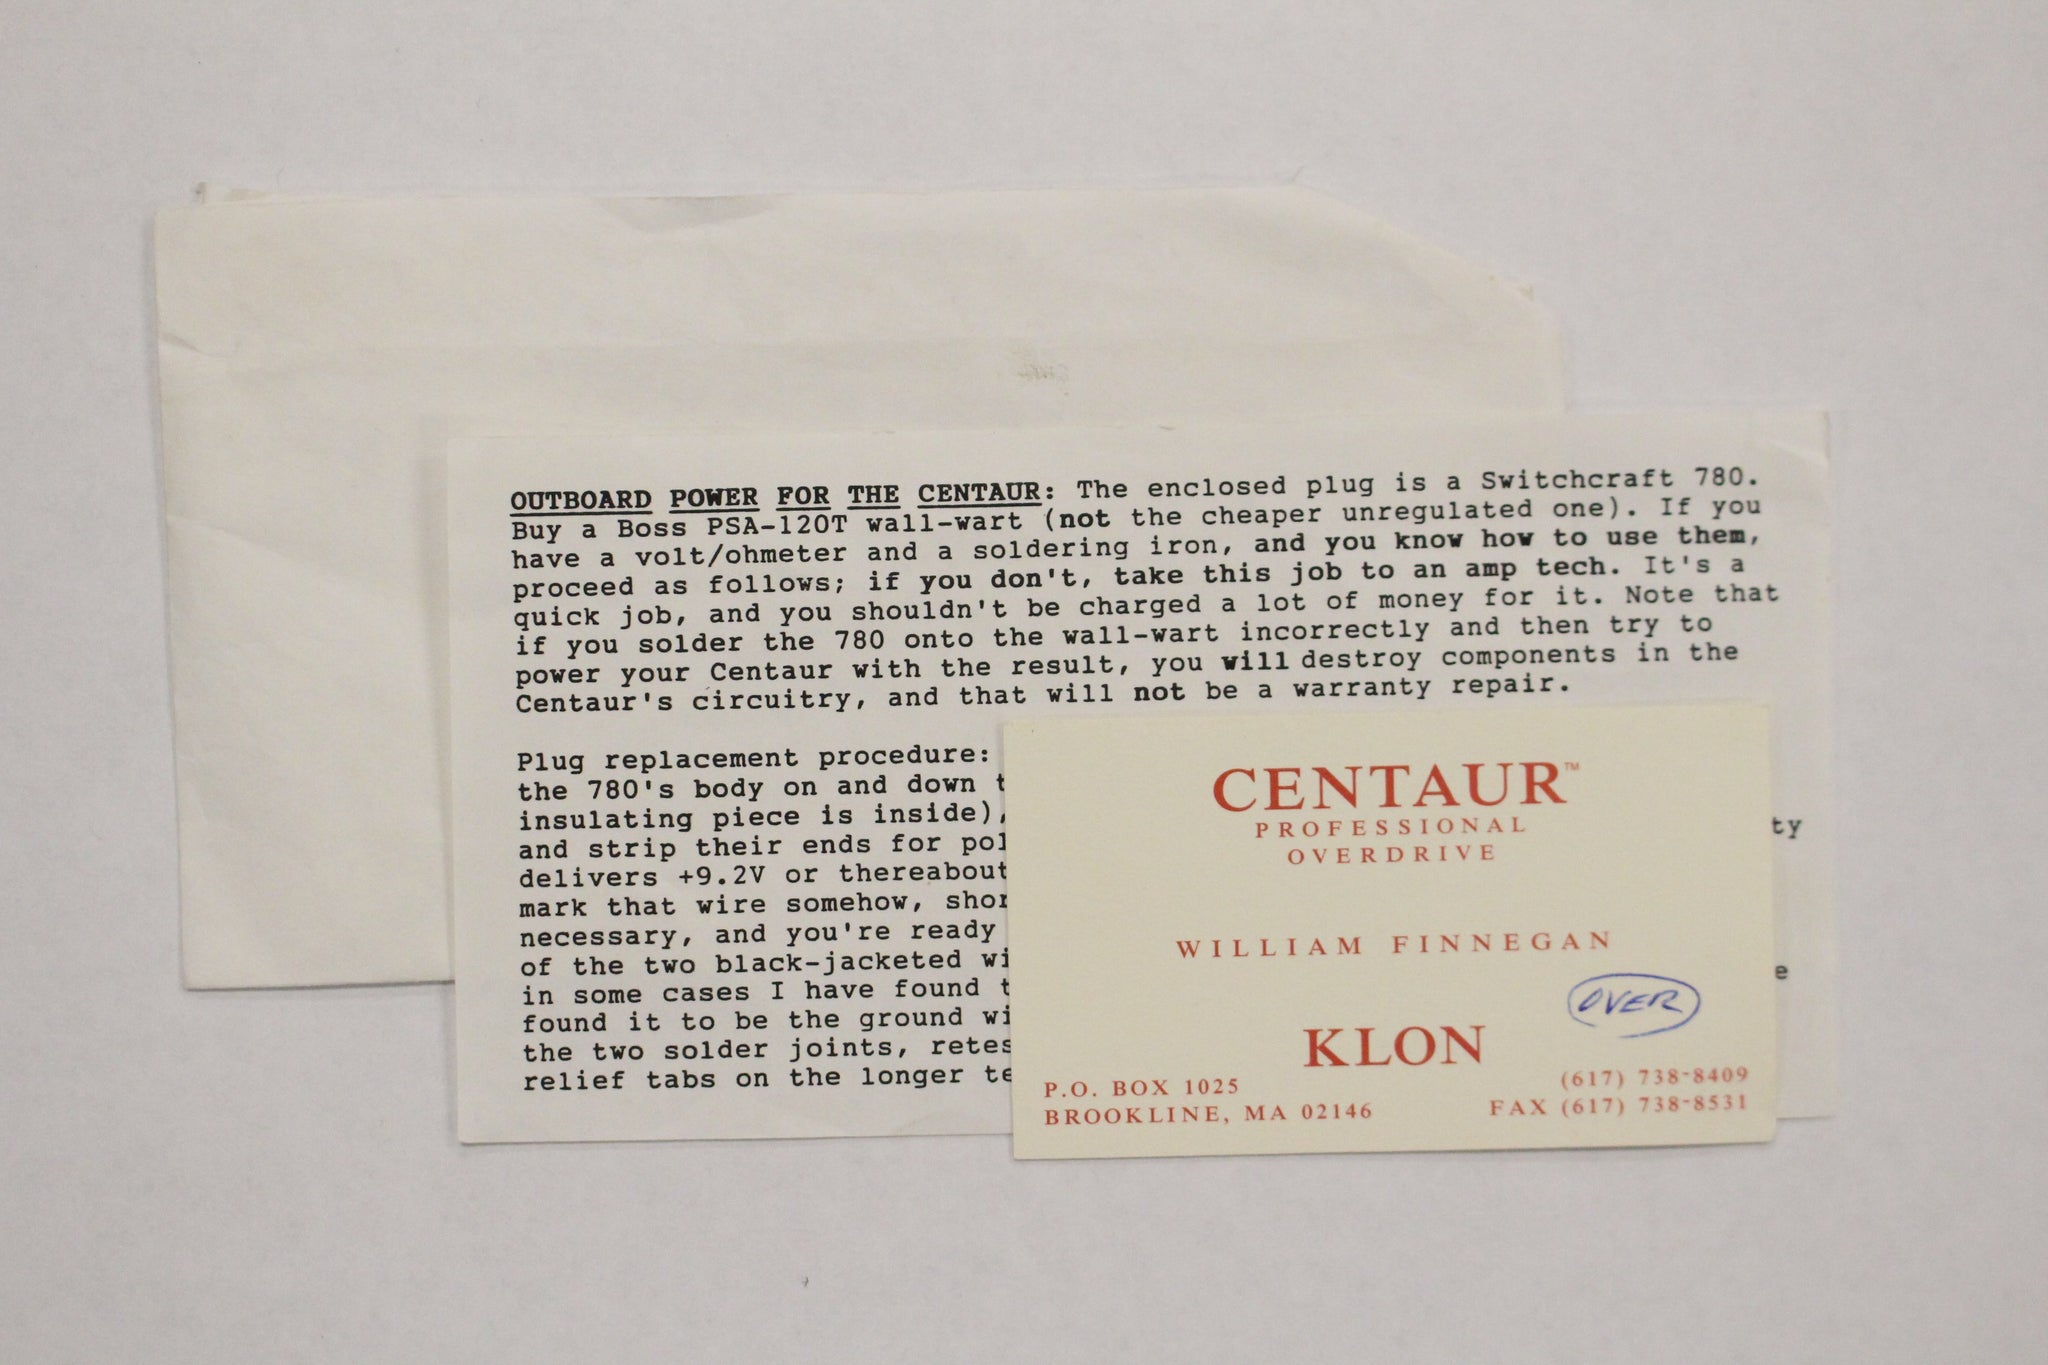 OUTBOARD POWER FOR THE CENTAUR: The enclosed plug is a Switchcraft 780.
Buy a Boss PSA-120T wall-wart (not the cheaper unregulated one). If you
have a volt/ohmeter and a soldering iron, and you know how to use them,
proceed as follows; if you don't, take this job to an amp tech. It's a
quick job, and you shouldn't be charged a lot of money for it. Note that
if you solder the 780 onto the wall-wart incorrectly and then try to
power your Centaur with the result, you will destroy components in the
Centaur's circuitry, and that will not be a warranty repair.
Plug replacement procedure:
the 780's body on and down
insulating piece is inside),
and strip their ends for
delivers +9.2V or
mark that wire somehow,
necessary, and you're ready
of the two black-jacketed
in some cases I have found
found it to be the ground
the two solder joints,
relief tabs on the longer
CENTAUR™
PROFESSIONAL
OVERDRIVE
WILLIAM FINNEGAN
OVER
KLON
P.O. BOX 1025
BROOKLINE, MA 02146
(617) 738-8409
FAX (617) 738-8531